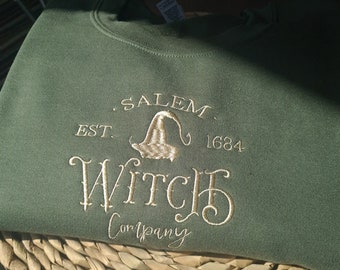 . SALEM .
EST. 1684
WITCH
Company